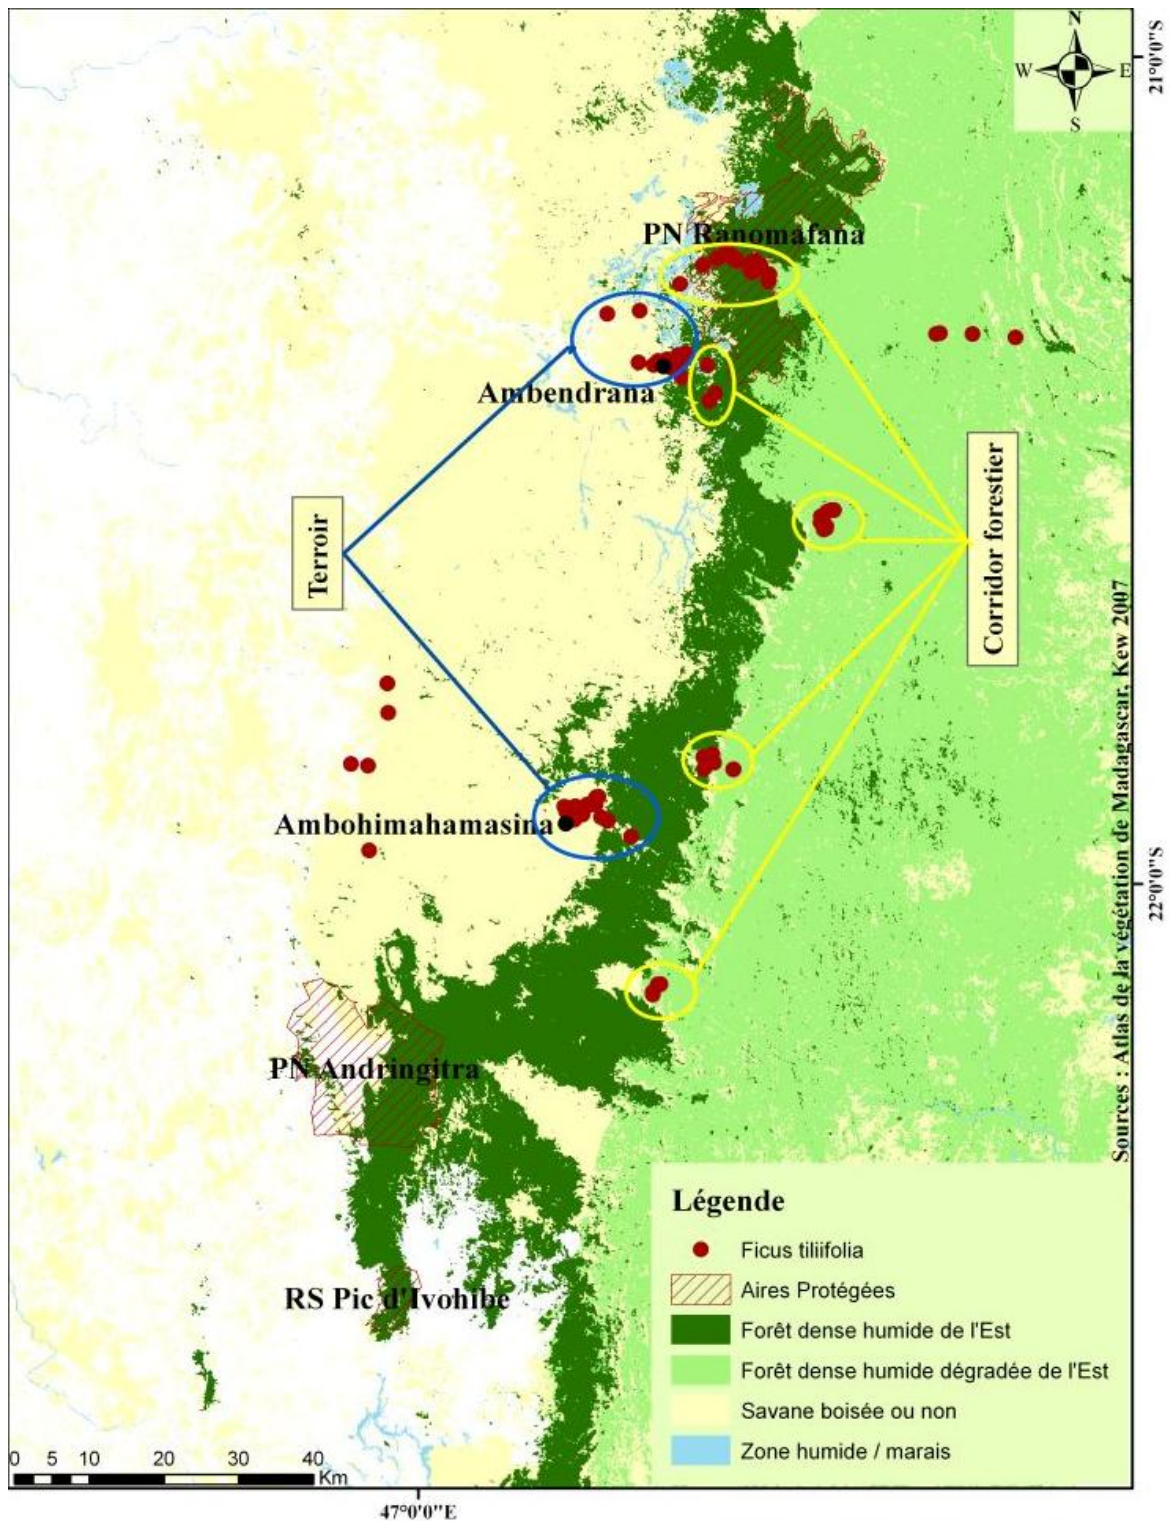 N
W E
S
21°0'0"S
PN Ranomafana
Ambendrana
Terroir
Corridor forestier
Ambohimahamasina
22°0'0"S
Sources : Atlas de la végétation de Madagascar, Kew 2007
PN Andringitra
RS Pic d'Ivohibe
Légende
Ficus tiliifolia
Aires Protégées
Forêt dense humide de l'Est
Forêt dense humide dégradée de l'Est
Savane boisée ou non
Zone humide / marais
0 5 10 20 30 40
Km
47°0'0"E